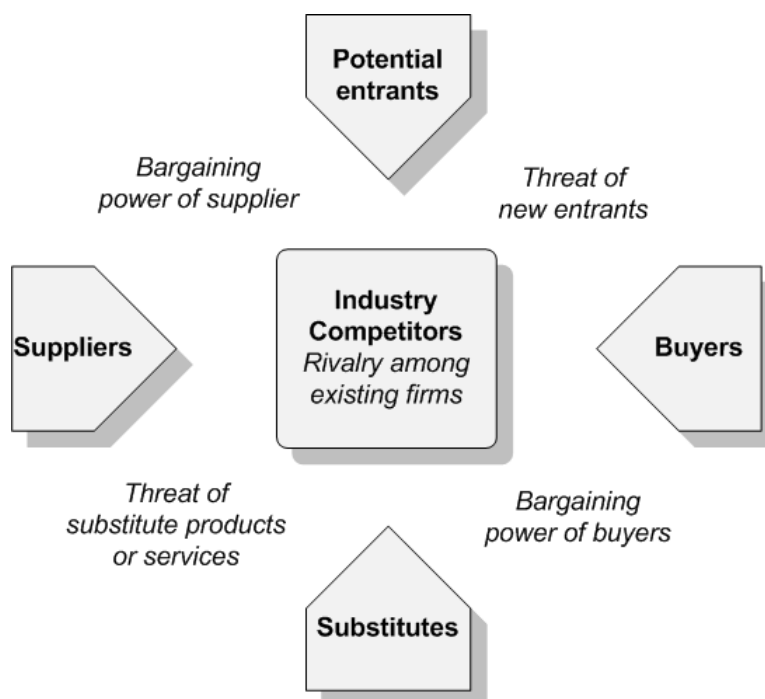 Potential
entrants
Bargaining
power of supplier
Threat of
new entrants
Suppliers
Industry
Competitors
Rivalry among
existing firms
Buyers
Threat of
substitute products
or services
Bargaining
power of buyers
Substitutes